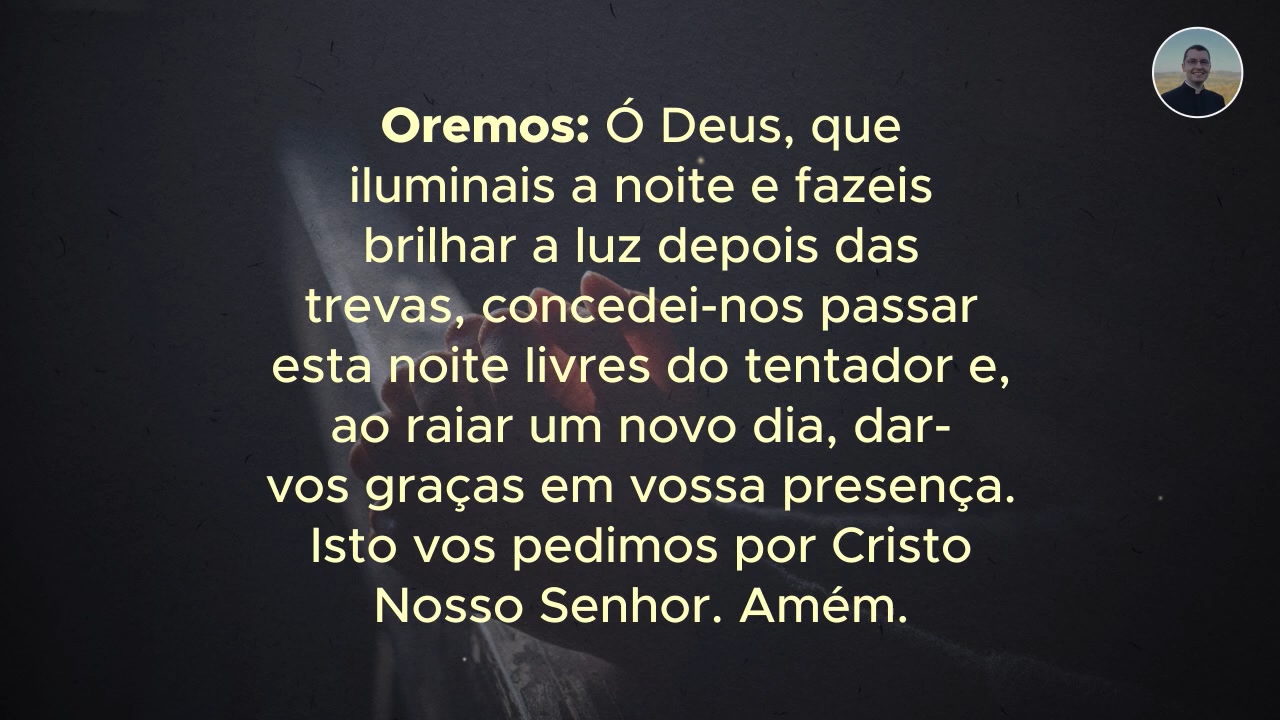 Oremos: Ó Deus, que
iluminais a noite e fazeis
brilhar a luz depois das
trevas, concedei-nos passar
esta noite livres do tentador e,
ao raiar um novo dia, dar-
vos graças em vossa presença.
Isto vos pedimos por Cristo
Nosso Senhor. Amém.